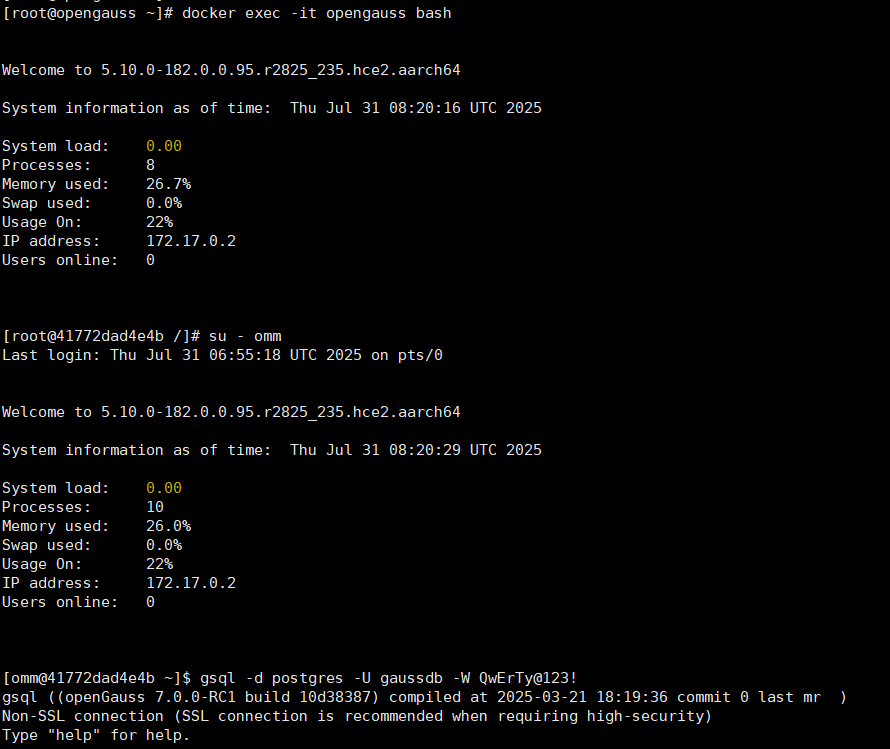 [root@opengauss ~]# docker exec -it opengauss bash
Welcome to 5.10.0-182.0.0.95.r2825_235.hce2.aarch64
System information as of time:  Thu Jul 31 08:20:16 UTC 2025
System load:    0.00
Processes:      8
Memory used:    26.7%
Swap used:      0.0%
Usage On:       22%
IP address:     172.17.0.2
Users online:   0
[root@41772dad4e4b /]# su - omm
Last login: Thu Jul 31 06:55:18 UTC 2025 on pts/0
Welcome to 5.10.0-182.0.0.95.r2825_235.hce2.aarch64
System information as of time:  Thu Jul 31 08:20:29 UTC 2025
System load:    0.00
Processes:      10
Memory used:    26.0%
Swap used:      0.0%
Usage On:       22%
IP address:     172.17.0.2
Users online:   0
[omm@41772dad4e4b ~]$ gsql -d postgres -U gaussdb -W QwErTy@123!
gsql ((openGauss 7.0.0-RC1 build 10d38387) compiled at 2025-03-21 18:19:36 commit 0 last mr  )
Non-SSL connection (SSL connection is recommended when requiring high-security)
Type "help" for help.